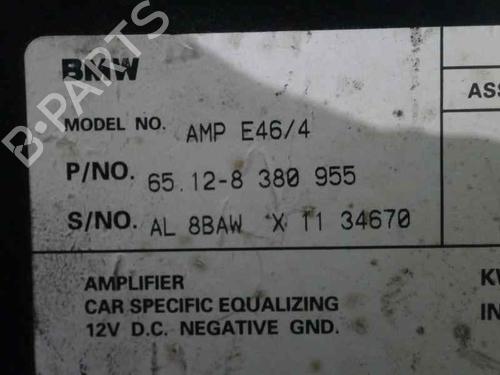 BMW
ASS
MODEL NO. AMP E46/4
P/NO. 65.12-8 380 955
S/NO. AL 8BAW X 11 34670
AMPLIFIER
CAR SPECIFIC EQUALIZING
12V D.C. NEGATIVE GND.
KW
IN
B-PARTS